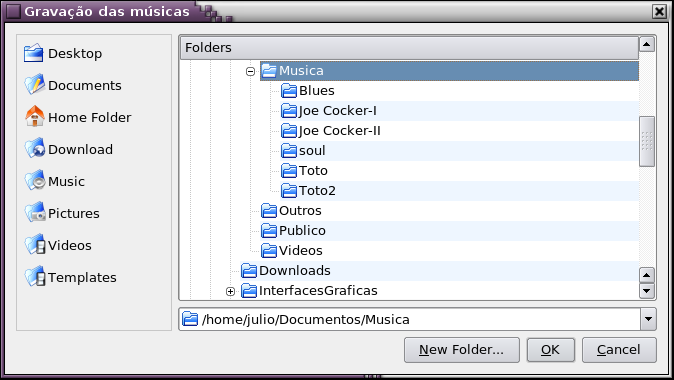 Gravação das músicas
Desktop
Documents
Home Folder
Download
Music
Pictures
Videos
Templates
Folders
Musica
Blues
Joe Cocker-I
Joe Cocker-II
soul
Toto
Toto2
Outros
Publico
Videos
Downloads
InterfacesGraficas
/home/julio/Documentos/Musica
New Folder...
OK
Cancel